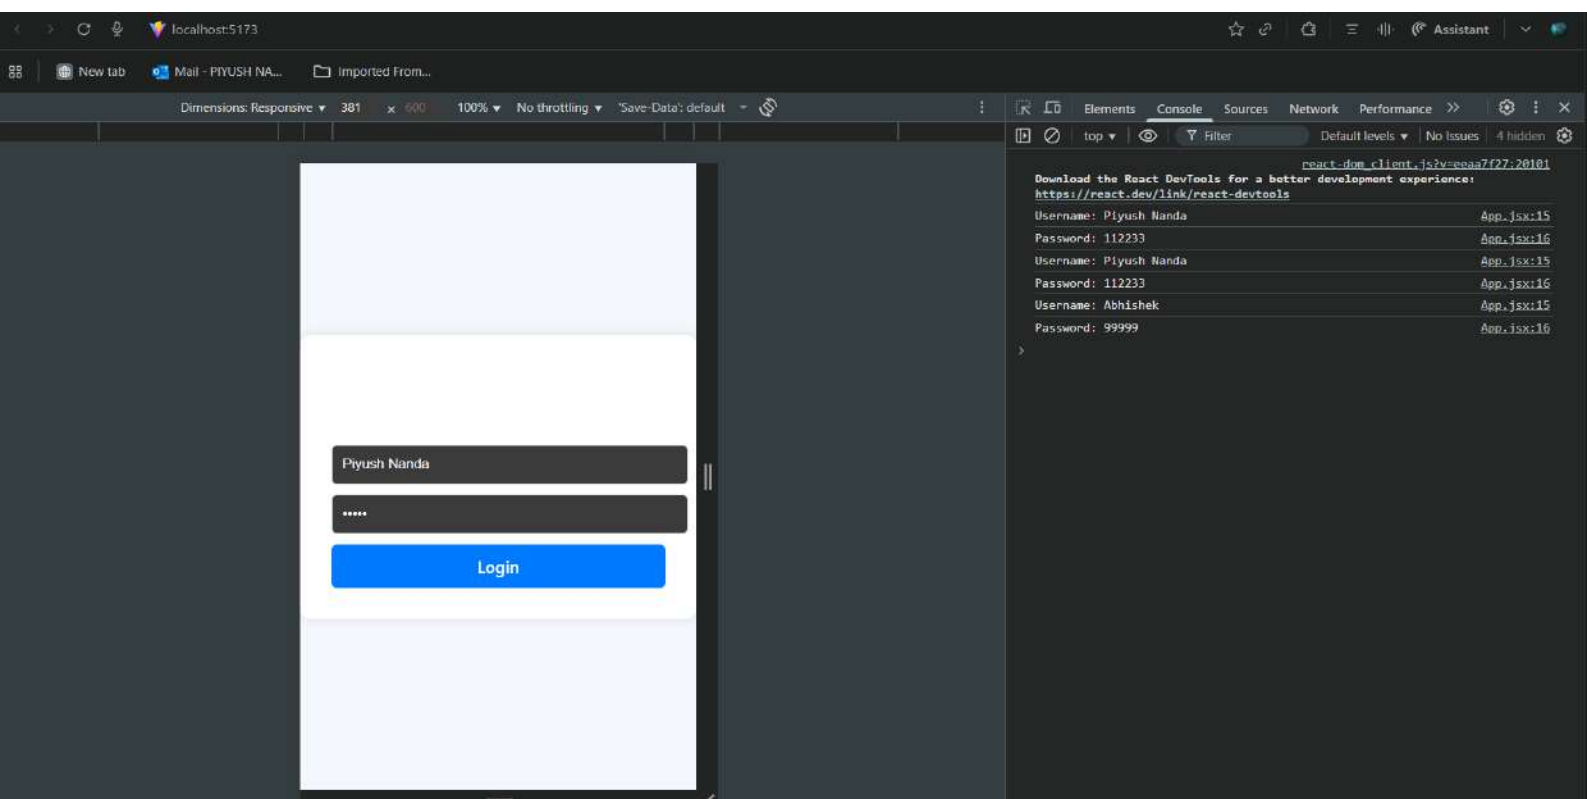 localhost:5173
Assistant
New tab
Mail - PIYUSH NA...
Imported From...
Dimensions: Responsive ▾ 381 x 600 100% ▾ No throttling ▾ 'Save-Data': default
Elements Console Sources Network Performance >>
top ▾ Filter Default levels ▾ No Issues 4 hidden
react-dom_client.js?v=eeaa7f27:20101
Download the React DevTools for a better development experience:
https://react.dev/link/react-devtools
Username: Piyush Nanda App.jsx:15
Password: 112233 App.jsx:16
Username: Piyush Nanda App.jsx:15
Password: 112233 App.jsx:16
Username: Abhishek App.jsx:15
Password: 99999 App.jsx:16
>
Piyush Nanda
•••••
Login